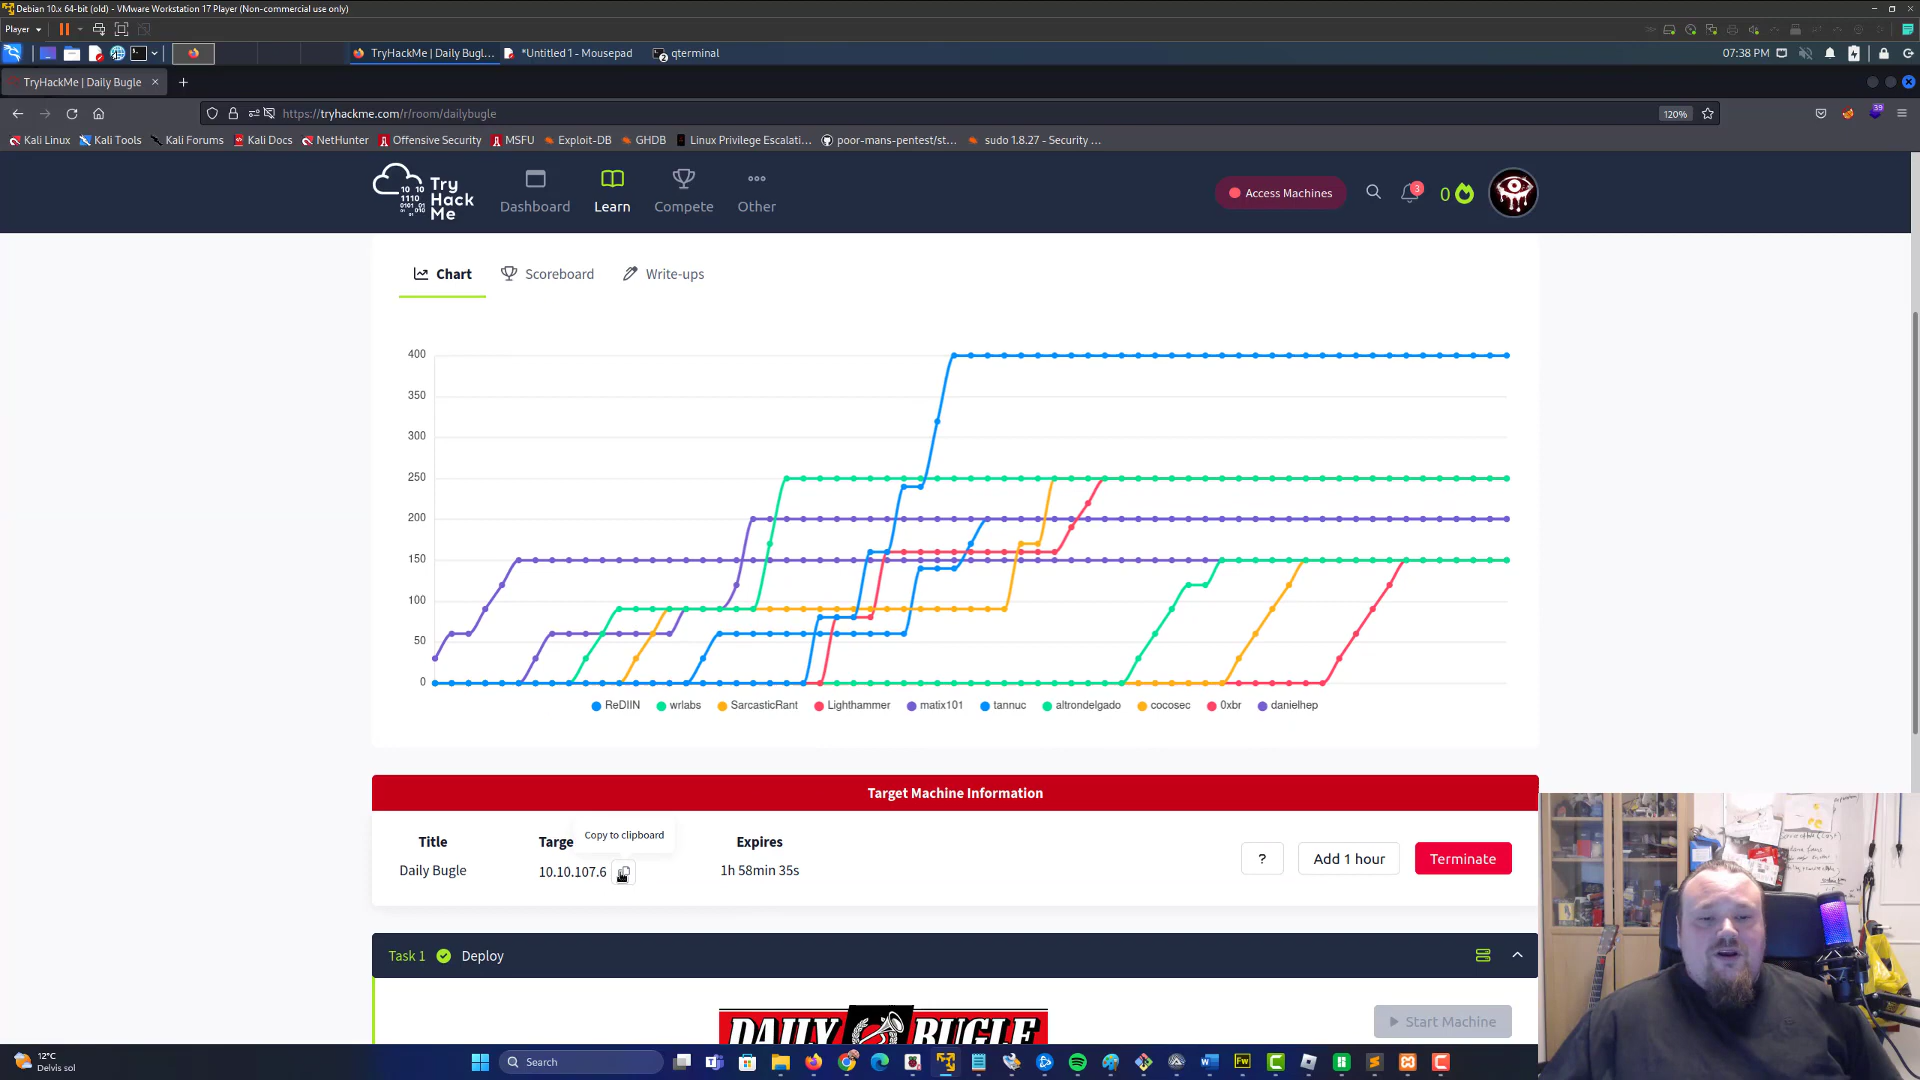 Debian 10.x 64-bit (old) - VMware Workstation 17 Player (Non-commercial use only)
Player
TryHackMe | Daily Bugl... *Untitled 1 - Mousepad 2 qterminal 07:38 PM
TryHackMe | Daily Bugle
https://tryhackme.com/r/room/dailybugle 120% 39
Kali Linux Kali Tools Kali Forums Kali Docs NetHunter Offensive Security MSFU Exploit-DB GHDB Linux Privilege Escalati... poor-mans-pentest/st... sudo 1.8.27 - Security ...
Try Hack Me
Dashboard Learn Compete Other
Access Machines 3 0
Chart Scoreboard Write-ups
400
350
300
250
200
150
100
50
0
ReDIIN wrlabs SarcasticRant Lighthammer matix101 tannuc altrondelgado cocosec 0xbr danielhep
Target Machine Information
Title Targe Copy to clipboard Expires
Daily Bugle 10.10.107.6 1h 58min 35s
? Add 1 hour Terminate
Task 1 Deploy
DAILY BUGLE
Start Machine
12°C
Delvis sol
Search